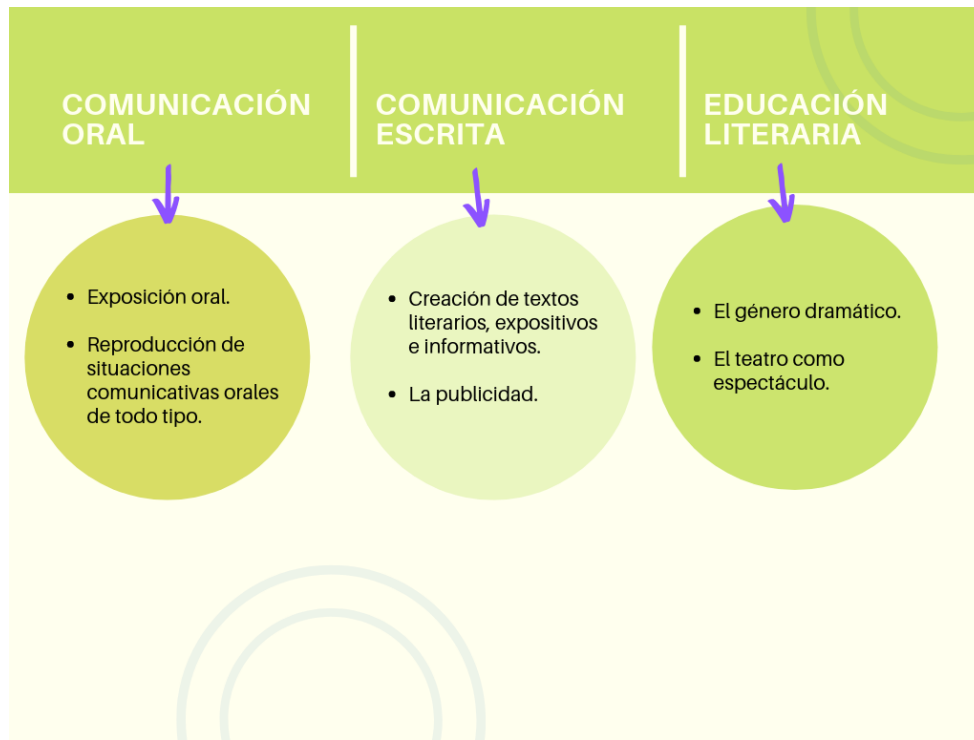 COMUNICACIÓN
ORAL
COMUNICACIÓN
ESCRITA
EDUCACIÓN
LITERARIA
• Exposición oral.
• Reproducción de
situaciones
comunicativas orales
de todo tipo.
• Creación de textos
literarios, expositivos
e informativos.
• La publicidad.
• El género dramático.
• El teatro como
espectáculo.